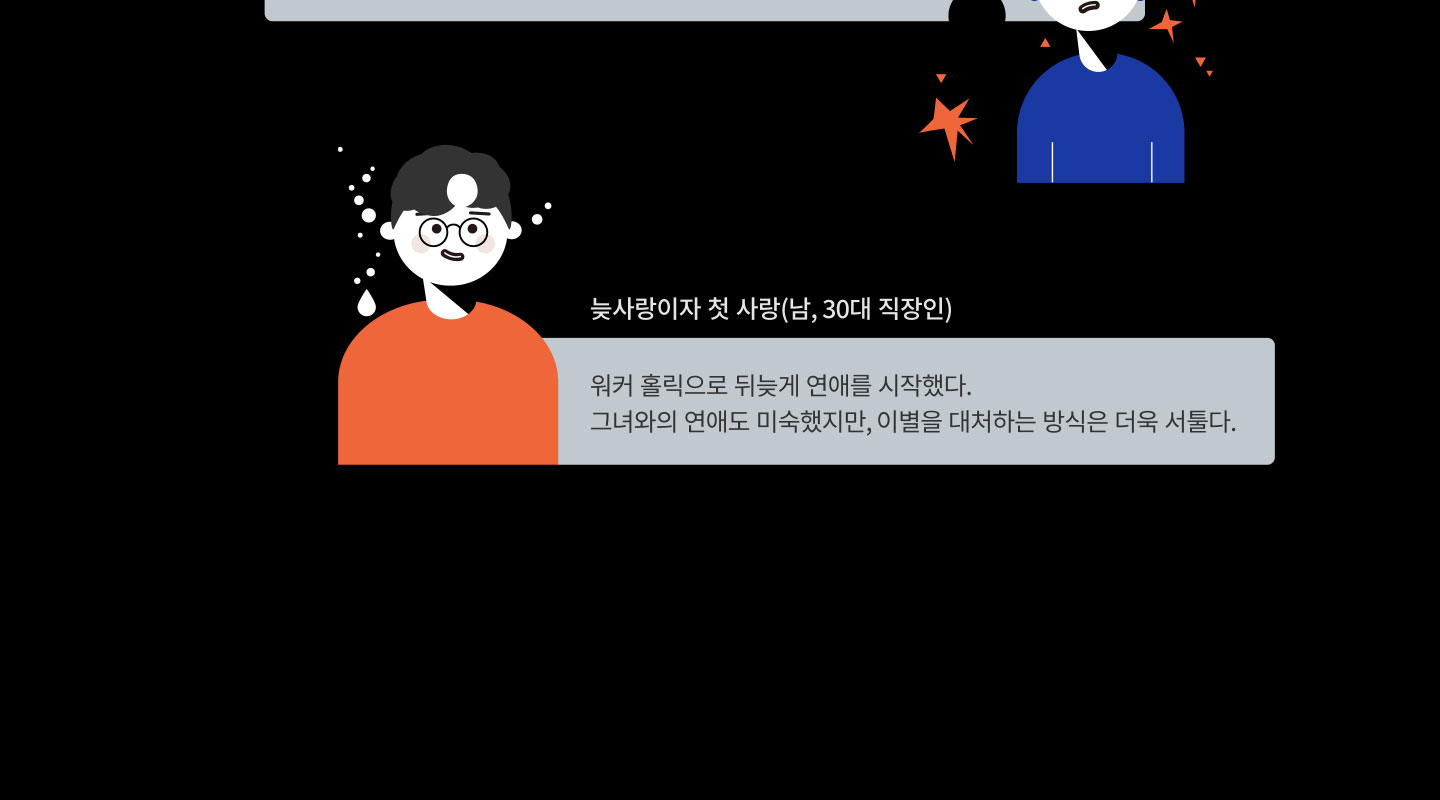 늦사랑이자 첫 사랑(남, 30대 직장인)
워커 홀릭으로 뒤늦게 연애를 시작했다.
그녀와의 연애도 미숙했지만, 이별을 대처하는 방식은 더욱 서툴다.